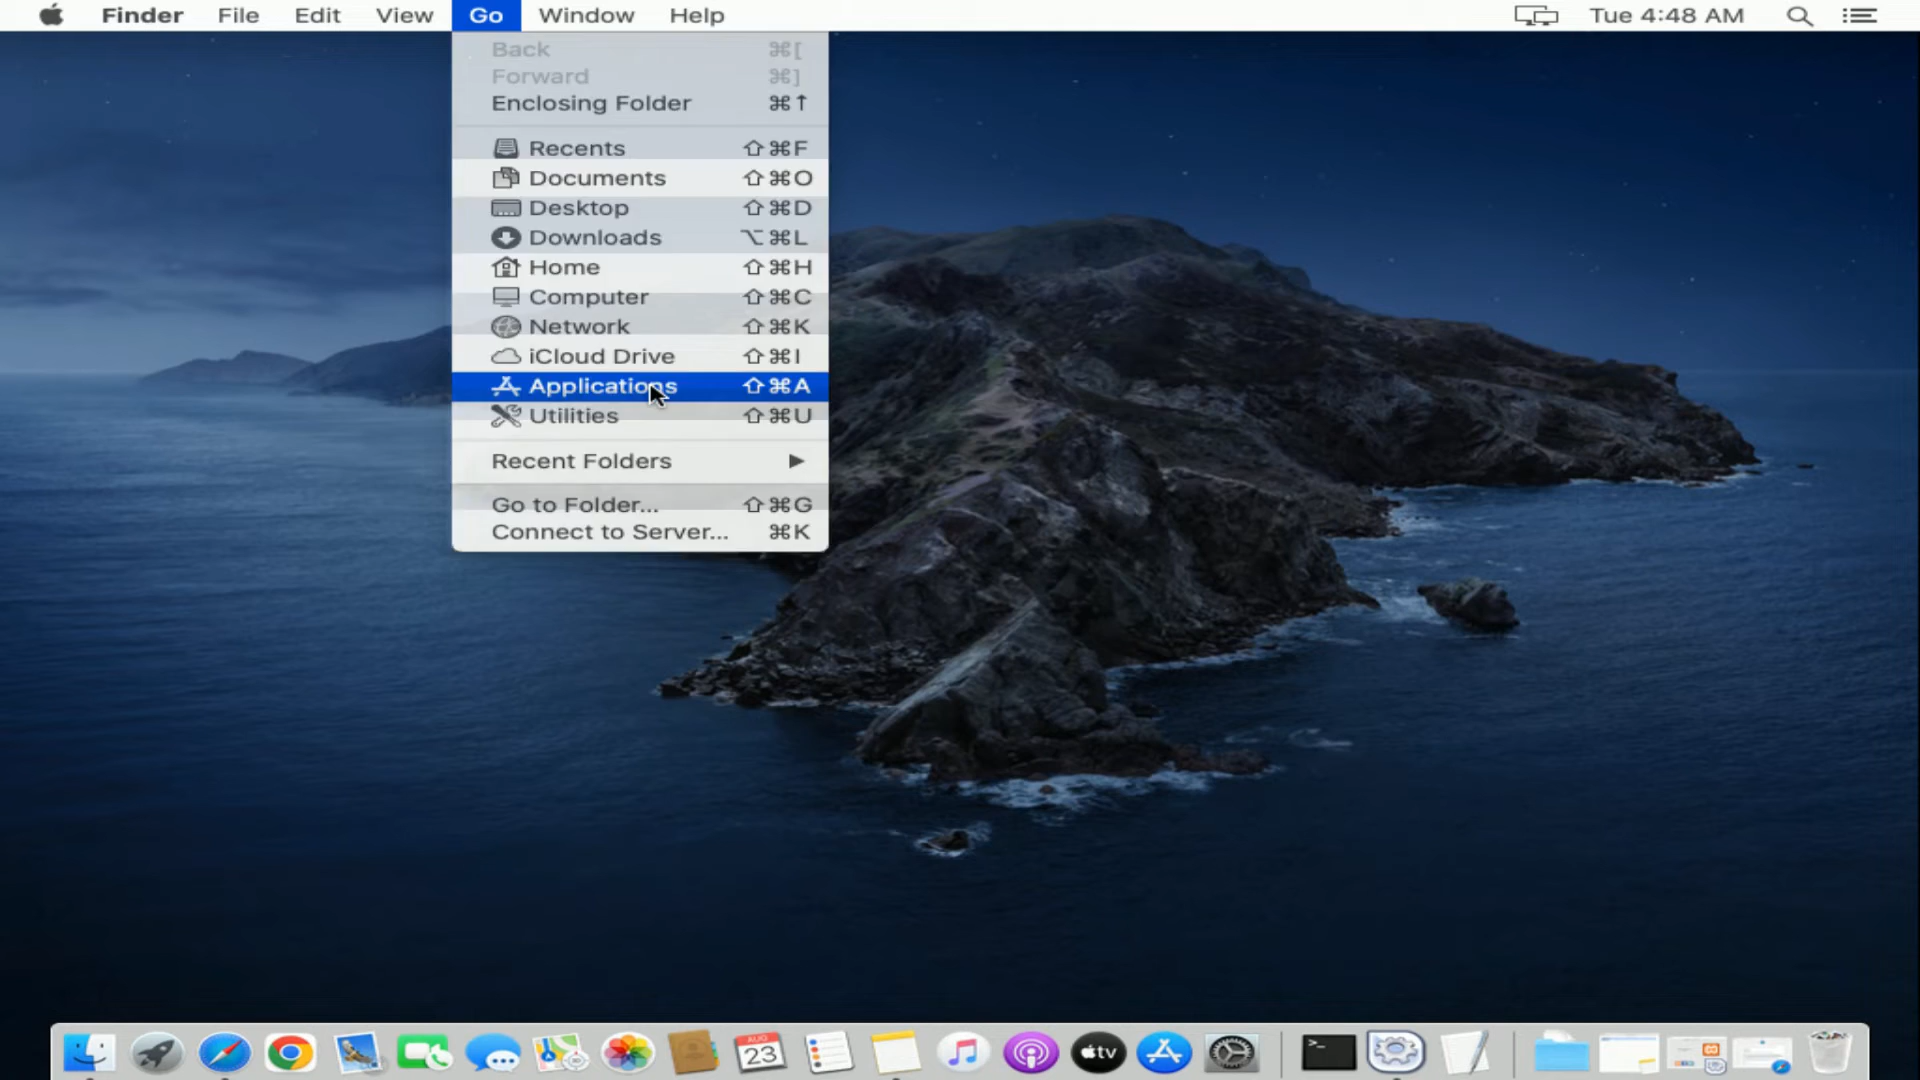 Finder File Edit View Go Window Help Tue 4:48 AM
Back ⌘[
Forward ⌘]
Enclosing Folder ⌘↑
Recents ⇧⌘F
Documents ⇧⌘O
Desktop ⇧⌘D
Downloads ⌥⌘L
Home ⇧⌘H
Computer ⇧⌘C
Network ⇧⌘K
iCloud Drive ⇧⌘I
Applications ⇧⌘A
Utilities ⇧⌘U
Recent Folders ▶
Go to Folder... ⇧⌘G
Connect to Server... ⌘K
AUG
23
tv
>_